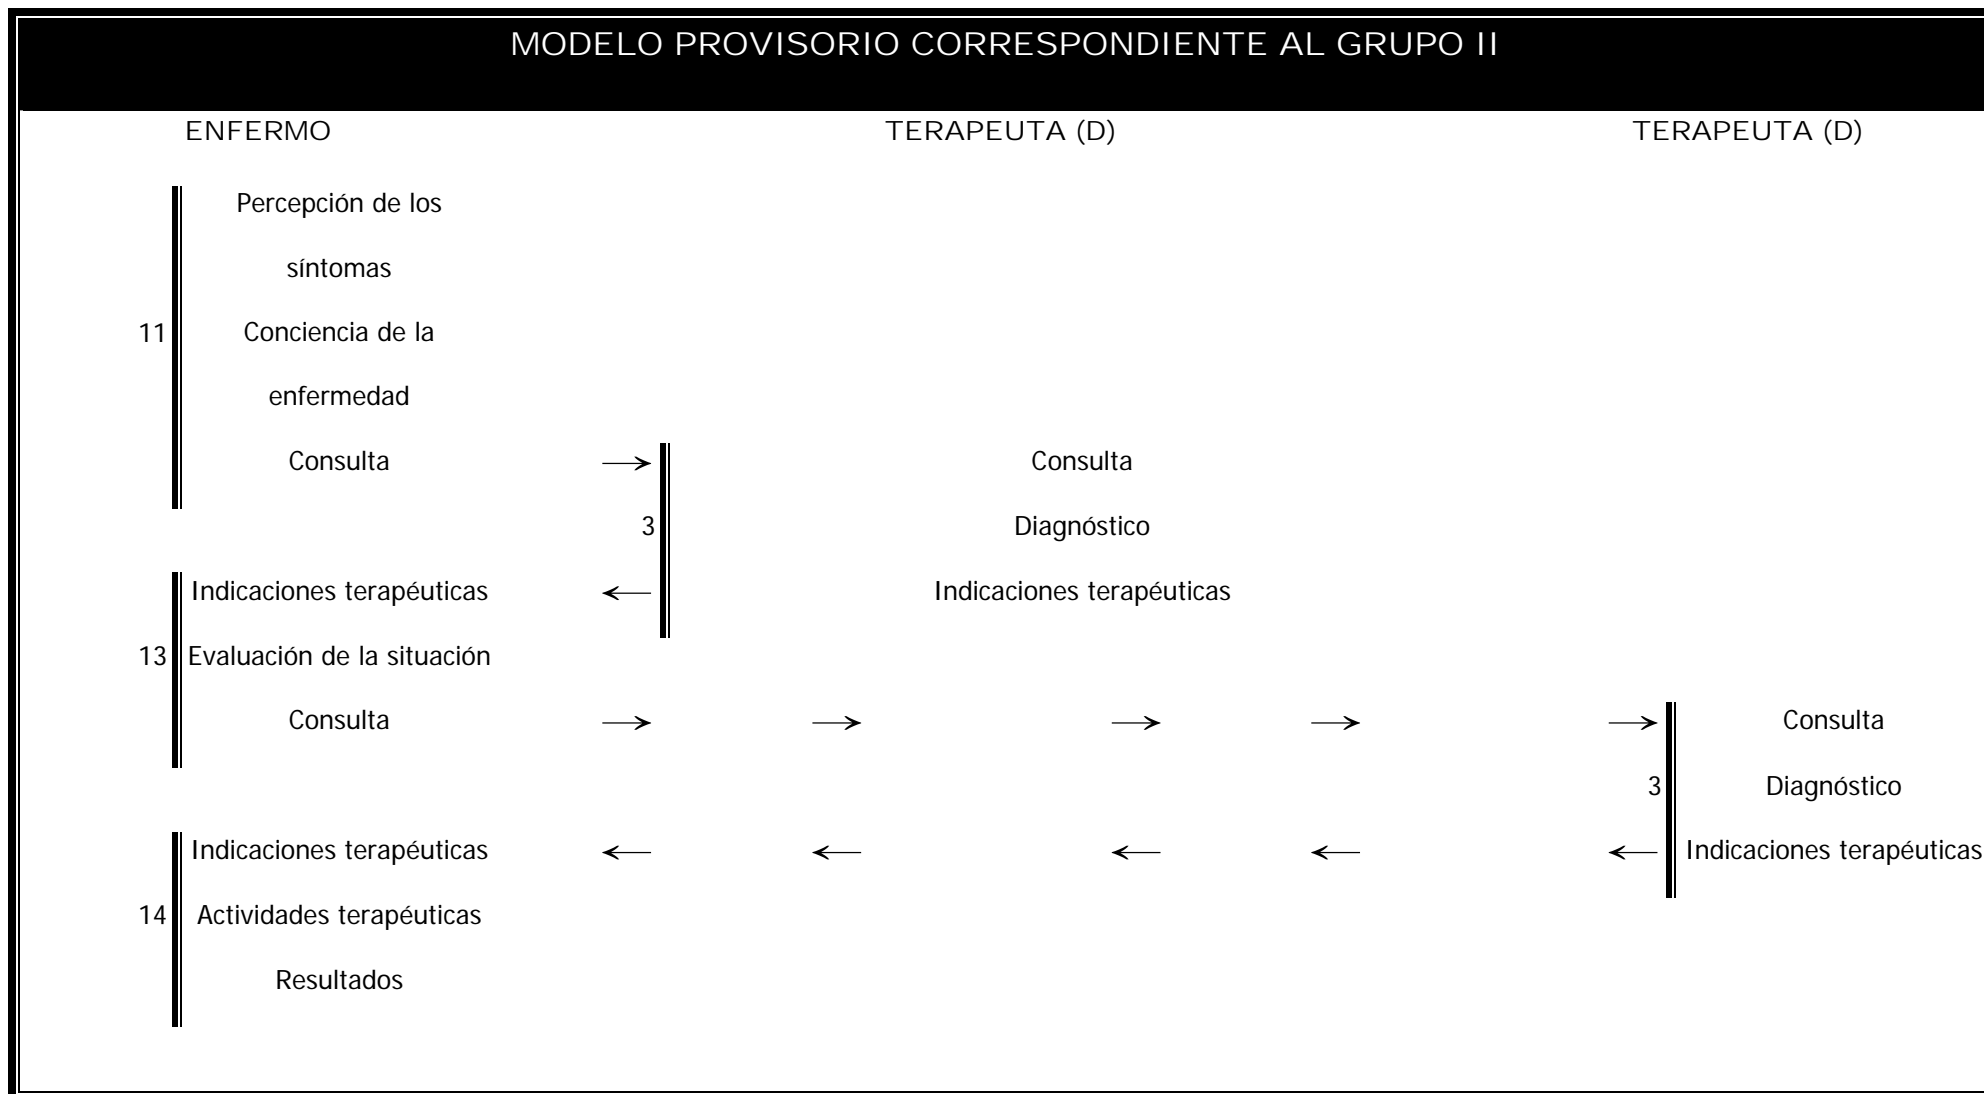 MODELO PROVISORIO CORRESPONDIENTE AL GRUPO II
ENFERMO TERAPEUTA (D) TERAPEUTA (D)
Percepción de los
síntomas
11 Conciencia de la
enfermedad
Consulta → Consulta
3 Diagnóstico
Indicaciones terapéuticas ← Indicaciones terapéuticas
13 Evaluación de la situación
Consulta → → → → → Consulta
3 Diagnóstico
Indicaciones terapéuticas ← ← ← ← ← Indicaciones terapéuticas
14 Actividades terapéuticas
Resultados